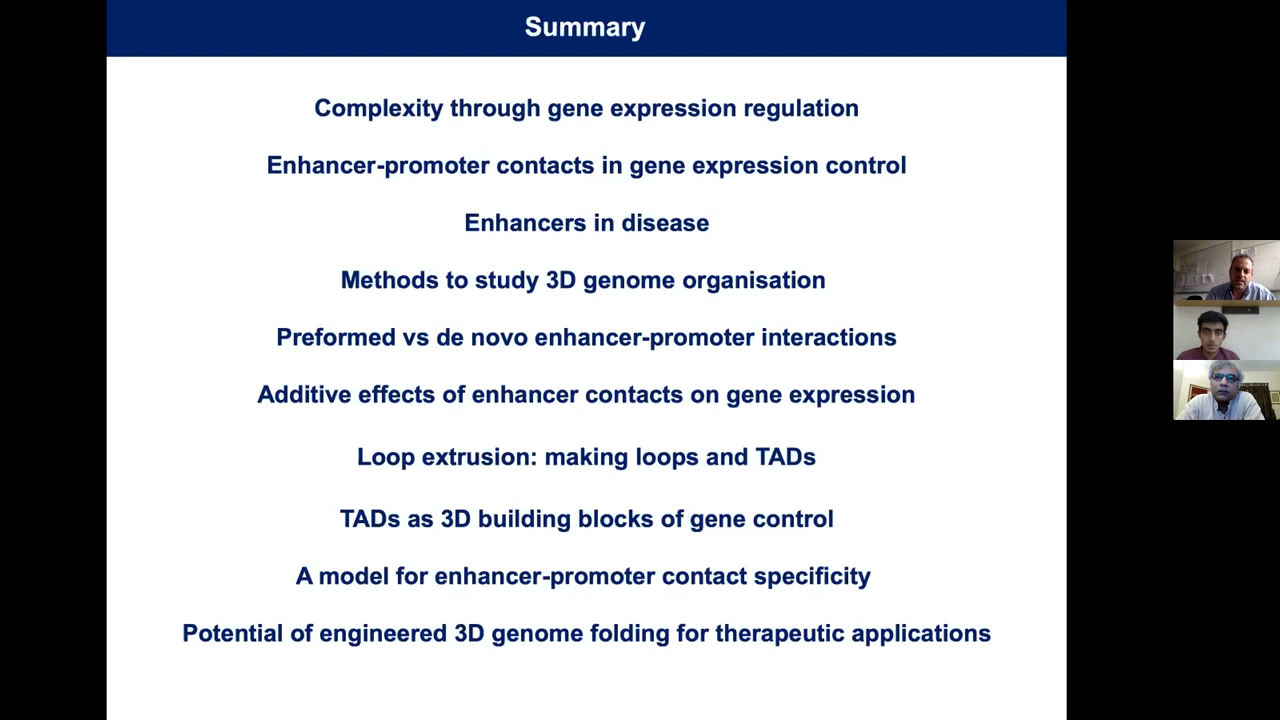 Summary
Complexity through gene expression regulation
Enhancer-promoter contacts in gene expression control
Enhancers in disease
Methods to study 3D genome organisation
Preformed vs de novo enhancer-promoter interactions
Additive effects of enhancer contacts on gene expression
Loop extrusion: making loops and TADs
TADs as 3D building blocks of gene control
A model for enhancer-promoter contact specificity
Potential of engineered 3D genome folding for therapeutic applications